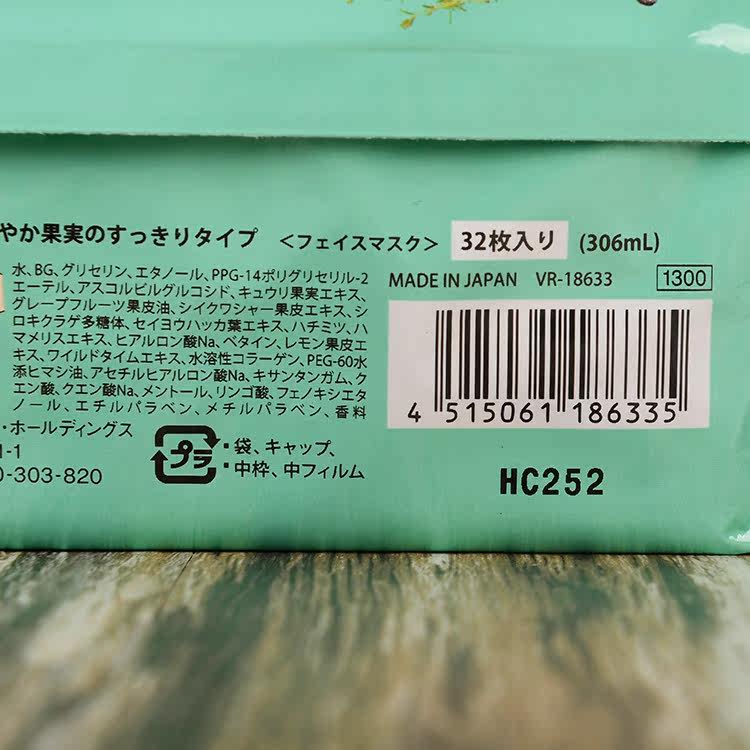 やか果実のすっきりタイプ <フェイスマスク> 32枚入り (306mL)
水、BG、グリセリン、エタノール、PPG-14ポリグリセリル-2
エーテル、アスコルビルグルコシド、キュウリ果実エキス、
グレープフルーツ果皮油、シイクワシャー果皮エキス、シ
ロキクラゲ多糖体、セイヨウハッカ葉エキス、ハチミツ、ハ
マメリスエキス、ヒアルロン酸Na、ベタイン、レモン果皮エ
キス、ワイルドタイムエキス、水溶性コラーゲン、PEG-60水
添ヒマシ油、アセチルヒアルロン酸Na、キサンタンガム、ク
エン酸、クエン酸Na、メントール、リンゴ酸、フェノキシエタ
ノール、エチルパラベン、メチルパラベン、香料
・ホールディングス
1-1
0-303-820
プラ
・袋、キャップ、
・中枠、中フィルム
MADE IN JAPAN VR-18633 1300
4 515061 186335
HC252